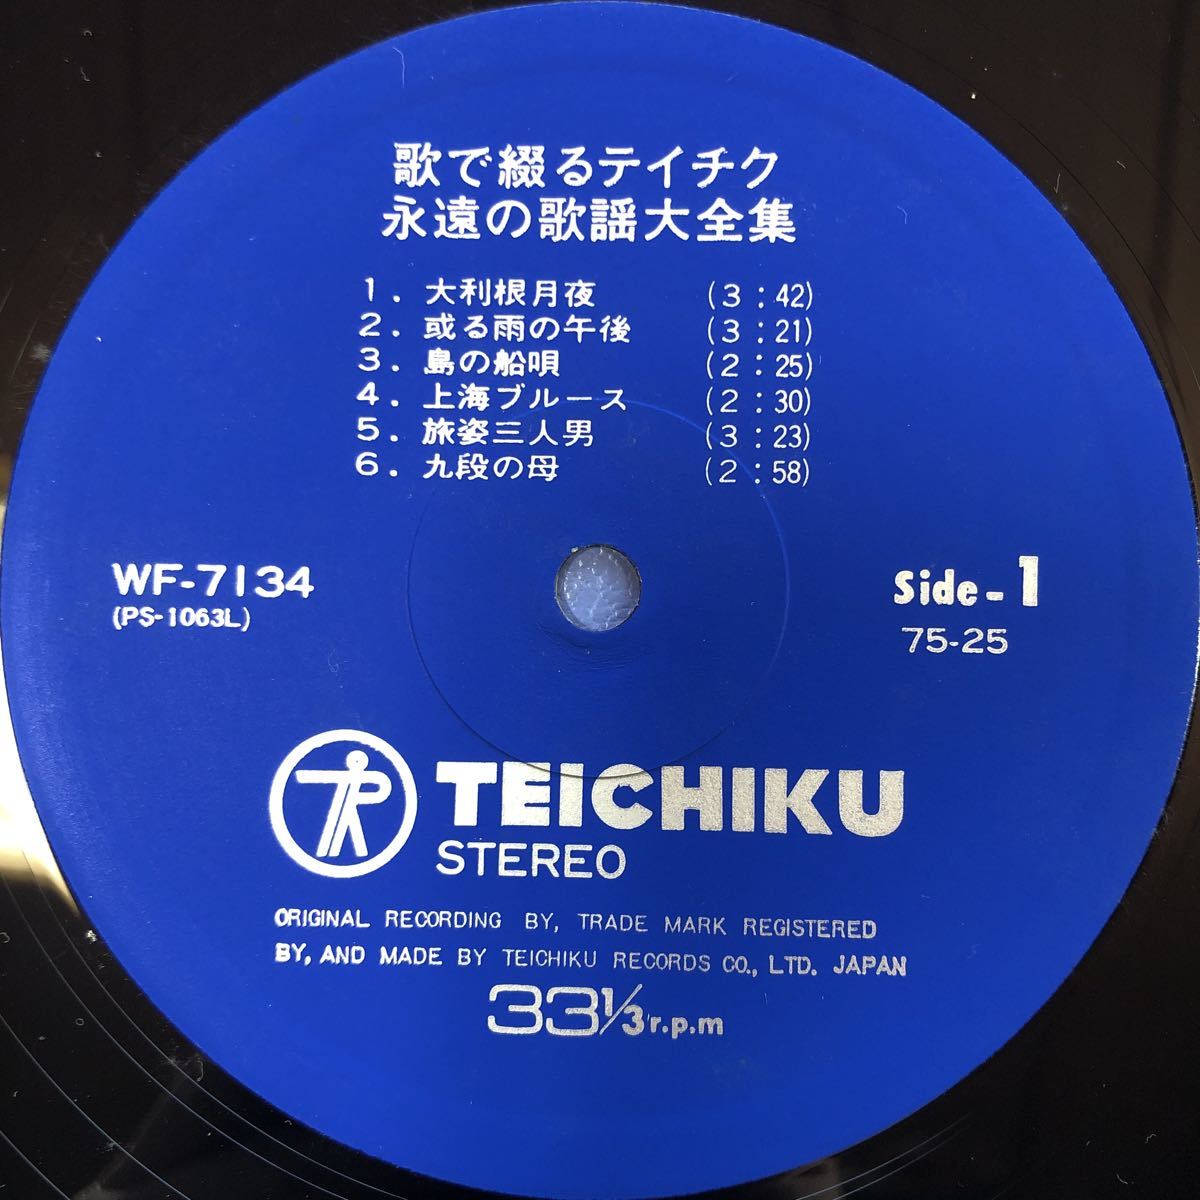 歌で綴るテイチク
永遠の歌謡大全集
1. 大利根月夜 (3:42)
2. 或る雨の午後 (3:21)
3. 島の船唄 (2:25)
4. 上海ブルース (2:30)
5. 旅姿三人男 (3:23)
6. 九段の母 (2:58)
WF-7134
(PS-1063L)
Side-1
75-25
TEICHIKU
STEREO
ORIGINAL RECORDING BY, TRADE MARK REGISTERED
BY, AND MADE BY TEICHIKU RECORDS CO., LTD. JAPAN
33 1/3 r.p.m